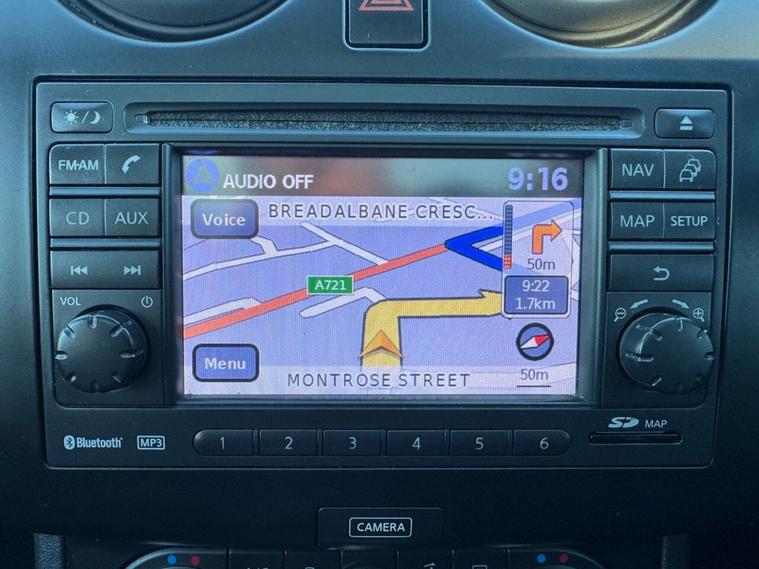 FM·AM
CD AUX
VOL
AUDIO OFF 9:16
Voice BREADALBANE CRESC...
50m
A721 9:22
1.7km
Menu MONTROSE STREET 50m
NAV
MAP SETUP
Bluetooth MP3 1 2 3 4 5 6 SD MAP
CAMERA